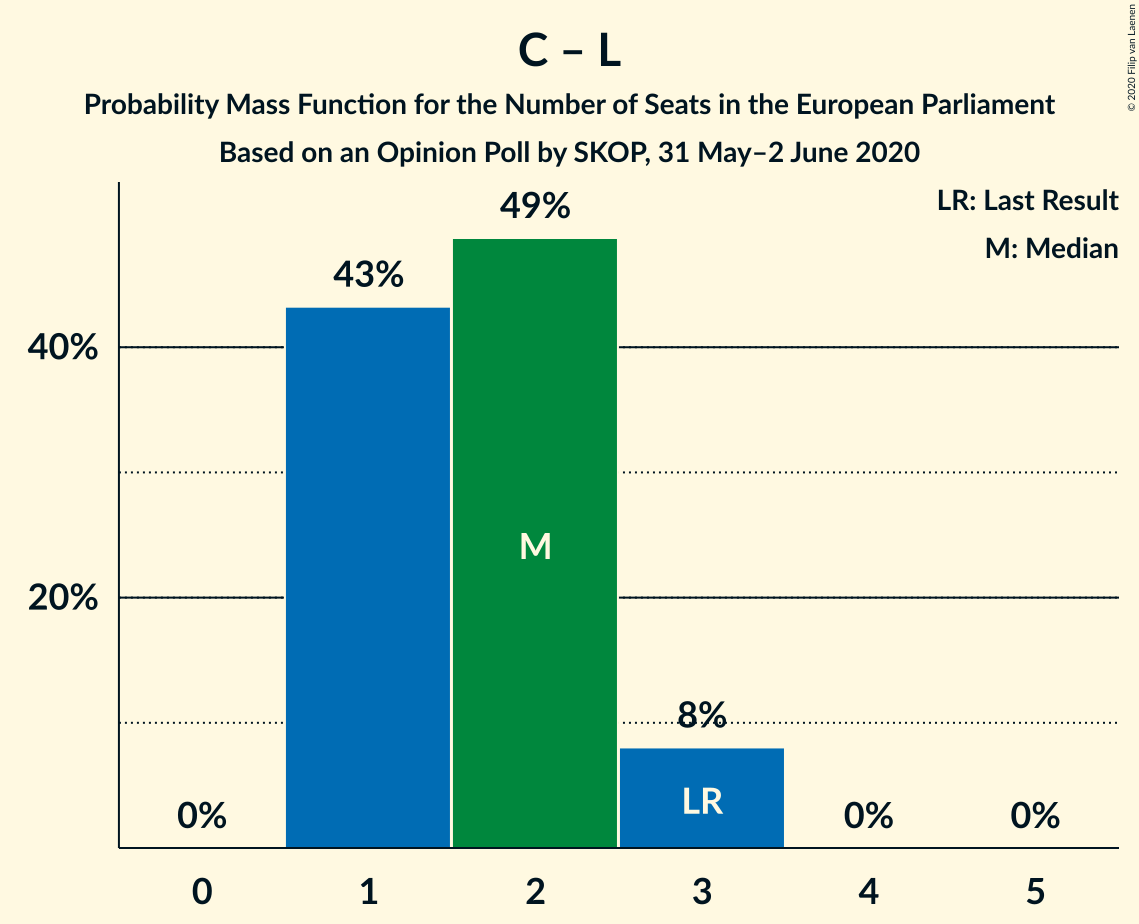 C – L
Probability Mass Function for the Number of Seats in the European Parliament
Based on an Opinion Poll by SKOP, 31 May–2 June 2020
© 2020 Filip van Laenen
LR: Last Result
M: Median
49%
43%
40%
M
20%
8%
LR
0%
0%
0%
0 1 2 3 4 5